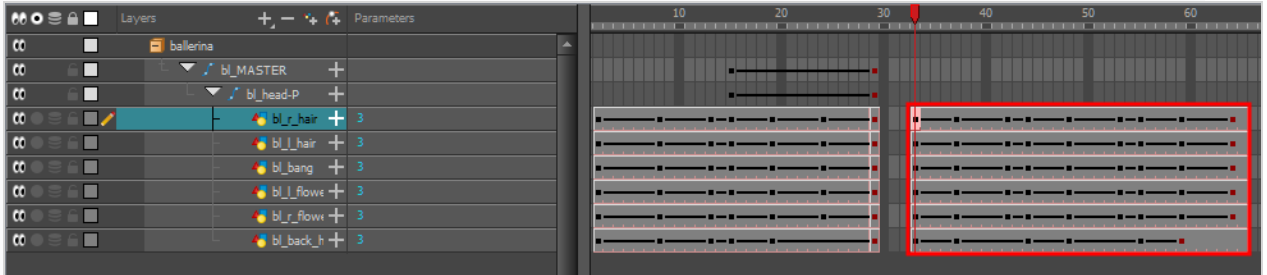 Layers Parameters 10 20 30 40 50 60
ballerina
bl_MASTER
bl_head-P
bl_r_hair 3
bl_l_hair 3
bl_bang 3
bl_l_flowe 3
bl_r_flowe 3
bl_back_h 3